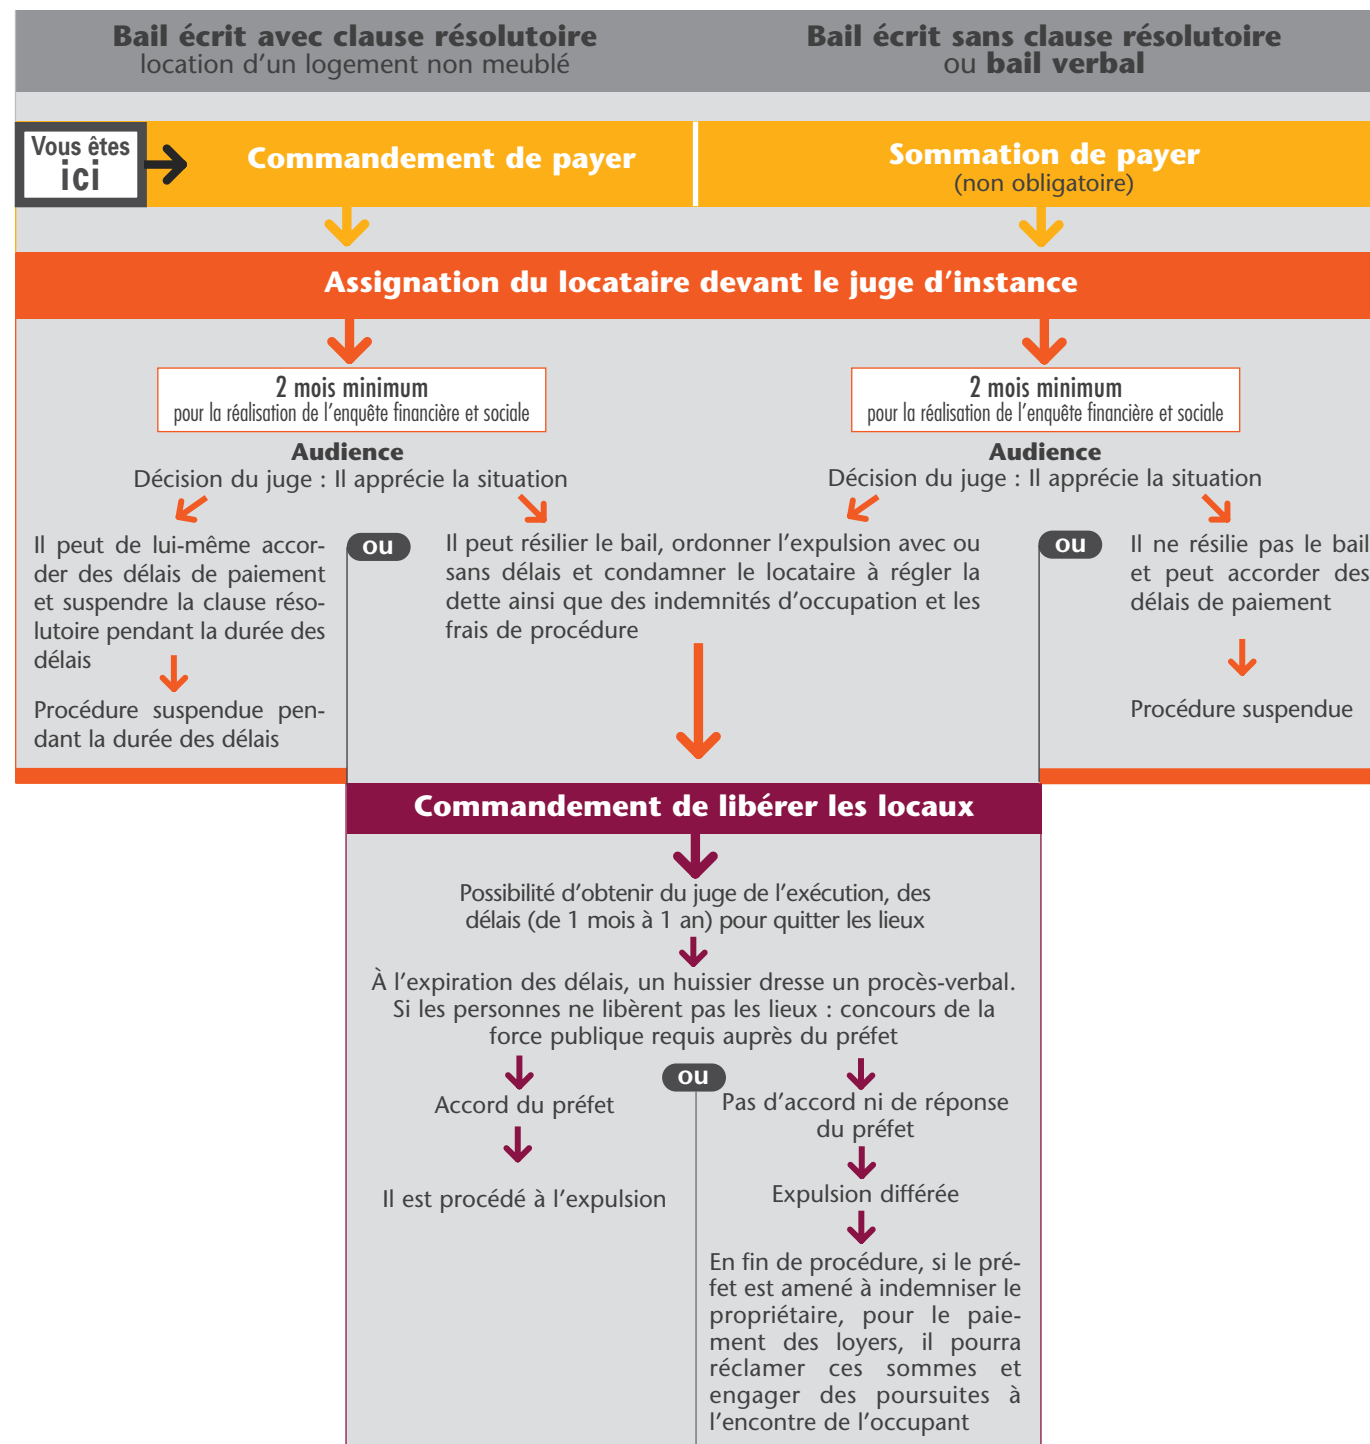 Bail écrit avec clause résolutoire
location d'un logement non meublé
Bail écrit sans clause résolutoire
ou bail verbal
Vous êtes
ici
Commandement de payer
Sommation de payer
(non obligatoire)
Assignation du locataire devant le juge d'instance
2 mois minimum
pour la réalisation de l'enquête financière et sociale
Audience
Décision du juge : Il apprécie la situation
2 mois minimum
pour la réalisation de l'enquête financière et sociale
Audience
Décision du juge : Il apprécie la situation
Il peut de lui-même accor-
der des délais de paiement
et suspendre la clause réso-
lutoire pendant la durée des
délais
Procédure suspendue pen-
dant la durée des délais
ou
Il peut résilier le bail, ordonner l'expulsion avec ou
sans délais et condamner le locataire à régler la
dette ainsi que des indemnités d'occupation et les
frais de procédure
ou
Il ne résilie pas le bail
et peut accorder des
délais de paiement
Procédure suspendue
Commandement de libérer les locaux
Possibilité d'obtenir du juge de l'exécution, des
délais (de 1 mois à 1 an) pour quitter les lieux
À l'expiration des délais, un huissier dresse un procès-verbal.
Si les personnes ne libèrent pas les lieux : concours de la
force publique requis auprès du préfet
Accord du préfet
Il est procédé à l'expulsion
ou
Pas d'accord ni de réponse
du préfet
Expulsion différée
En fin de procédure, si le pré-
fet est amené à indemniser le
propriétaire, pour le paie-
ment des loyers, il pourra
réclamer ces sommes et
engager des poursuites à
l'encontre de l'occupant